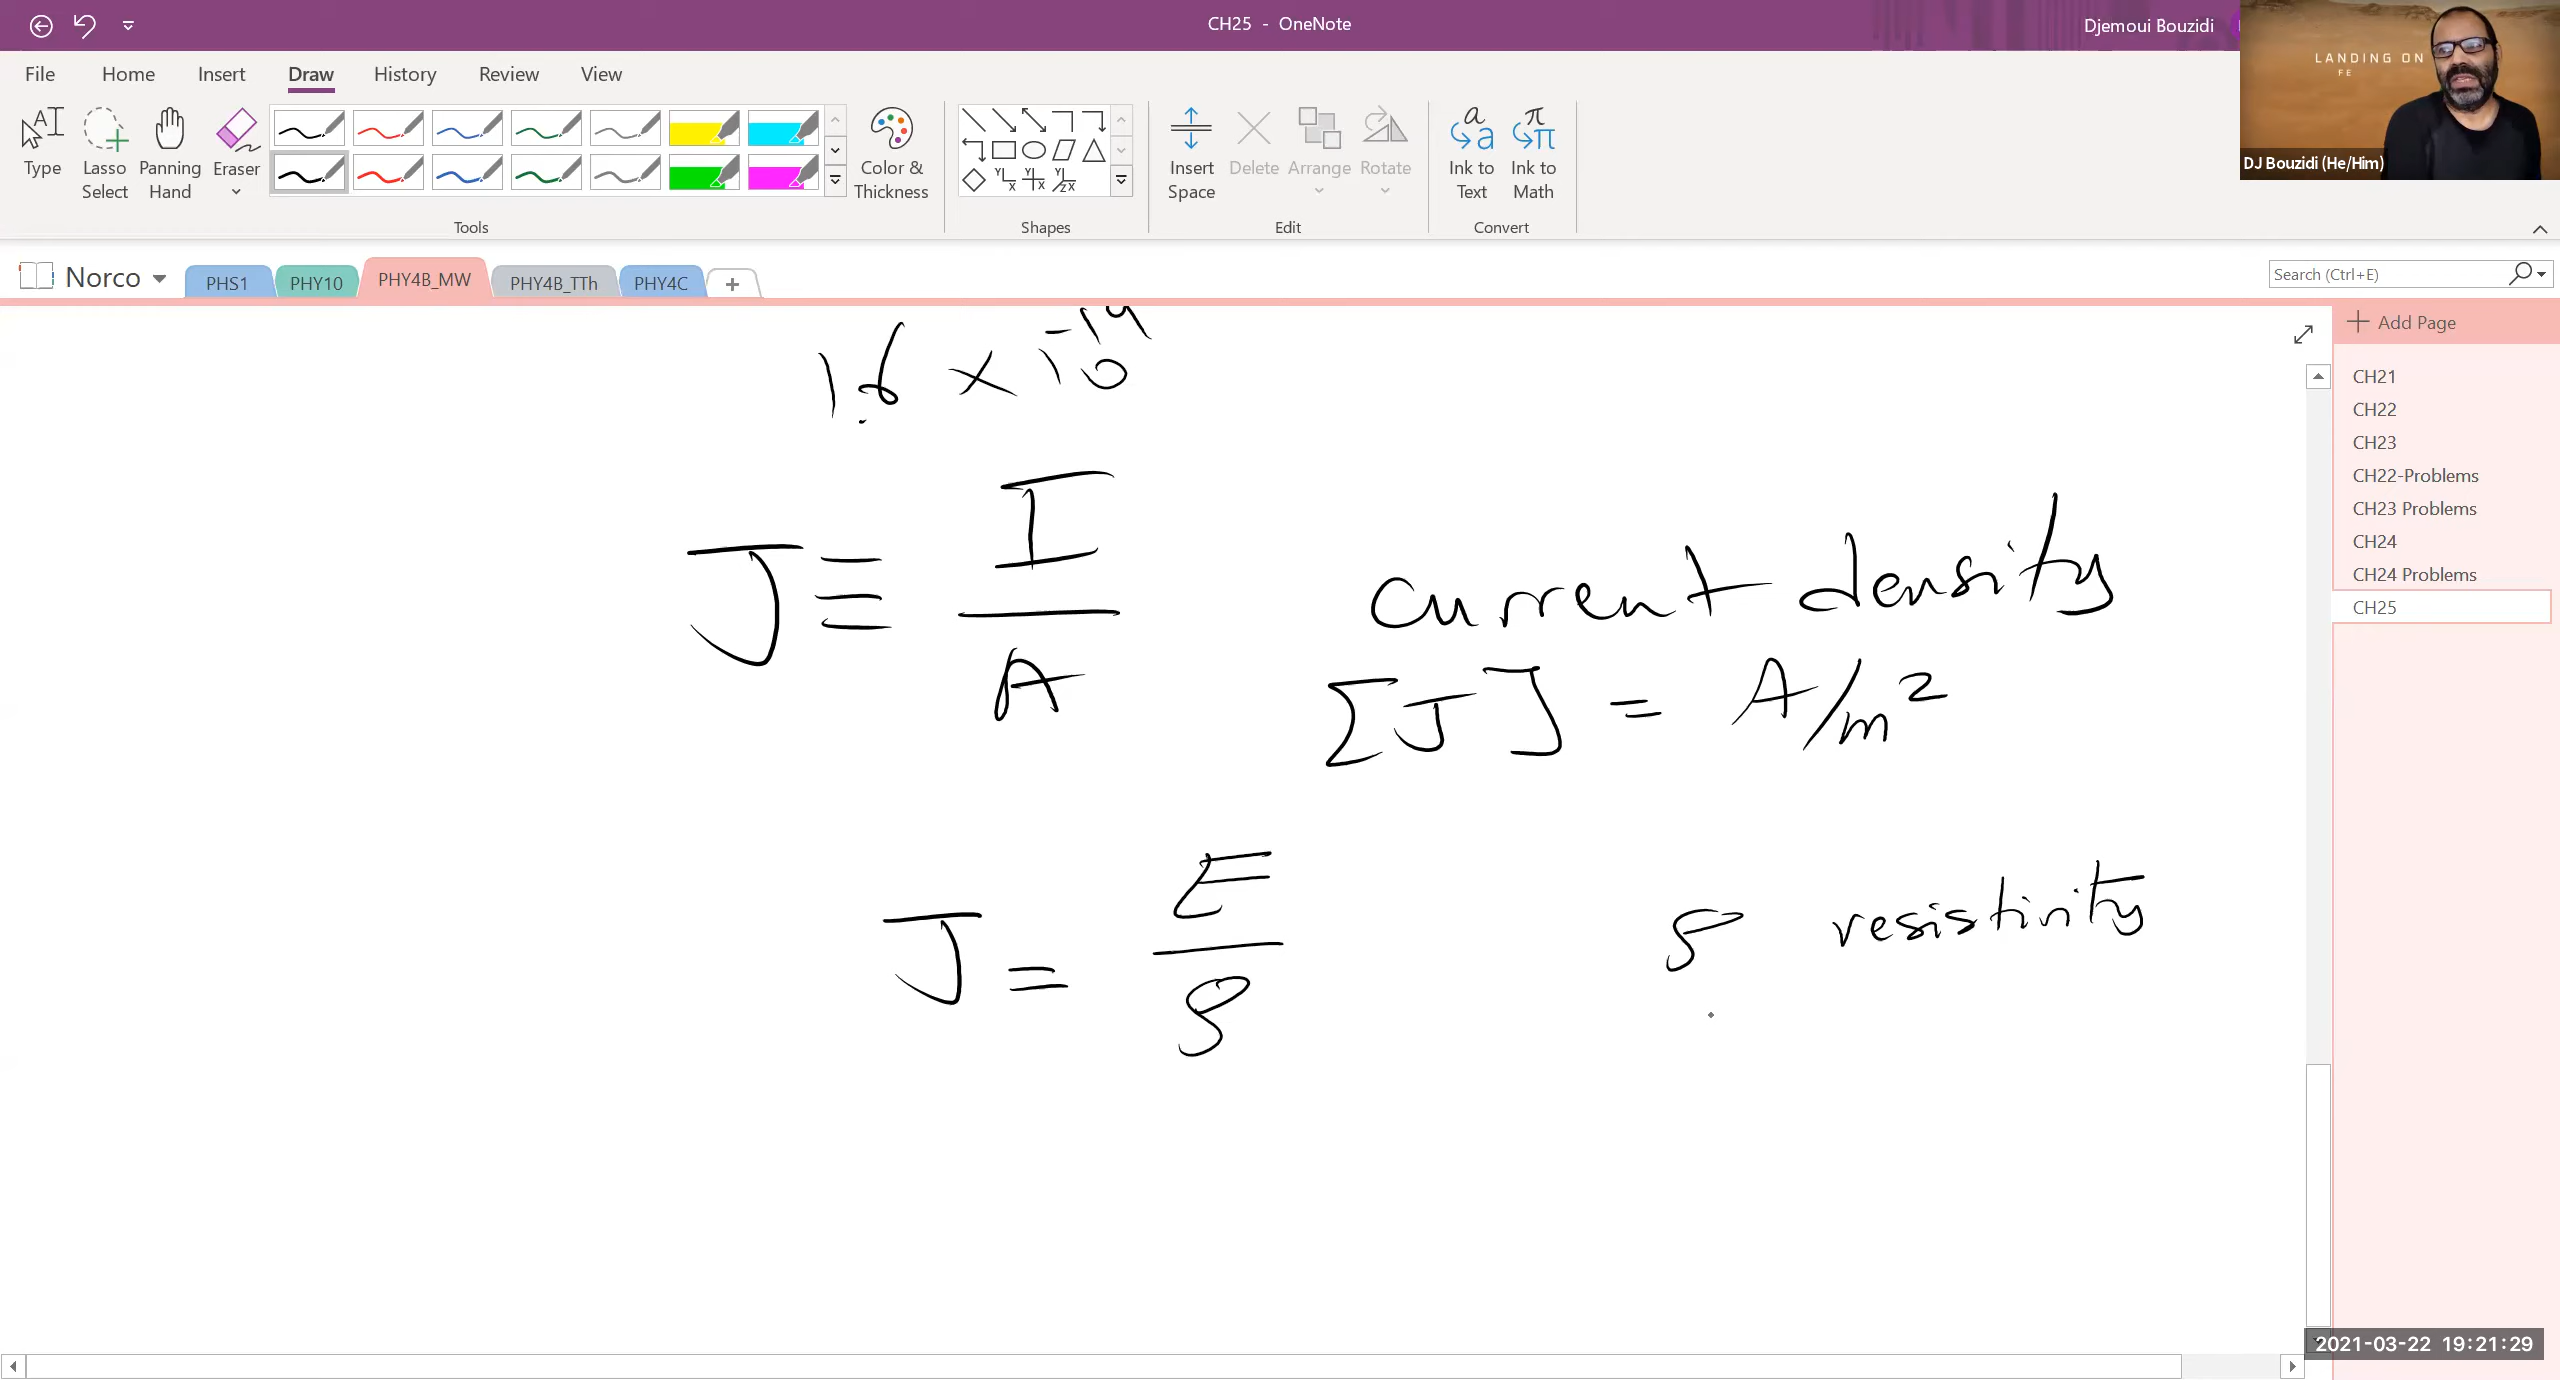 CH25 - OneNote
Djemoui Bouzidi
LANDING ON
FE
DJ Bouzidi (He/Him)
File Home Insert Draw History Review View
Type
Lasso Select
Panning Hand
Eraser
Color & Thickness
Insert Space
Delete
Arrange
Rotate
Ink to Text
Ink to Math
Tools
Shapes
Edit
Convert
Norco PHS1 PHY10 PHY4B_MW PHY4B_TTh PHY4C +
Search (Ctrl+E)
Add Page
CH21
CH22
CH23
CH22-Problems
CH23 Problems
CH24
CH24 Problems
CH25
1.6 × 10⁻¹⁹
J ≡ I / A current density
[J] = A/m²
J = E / ρ ρ resistivity
2021-03-22 19:21:29